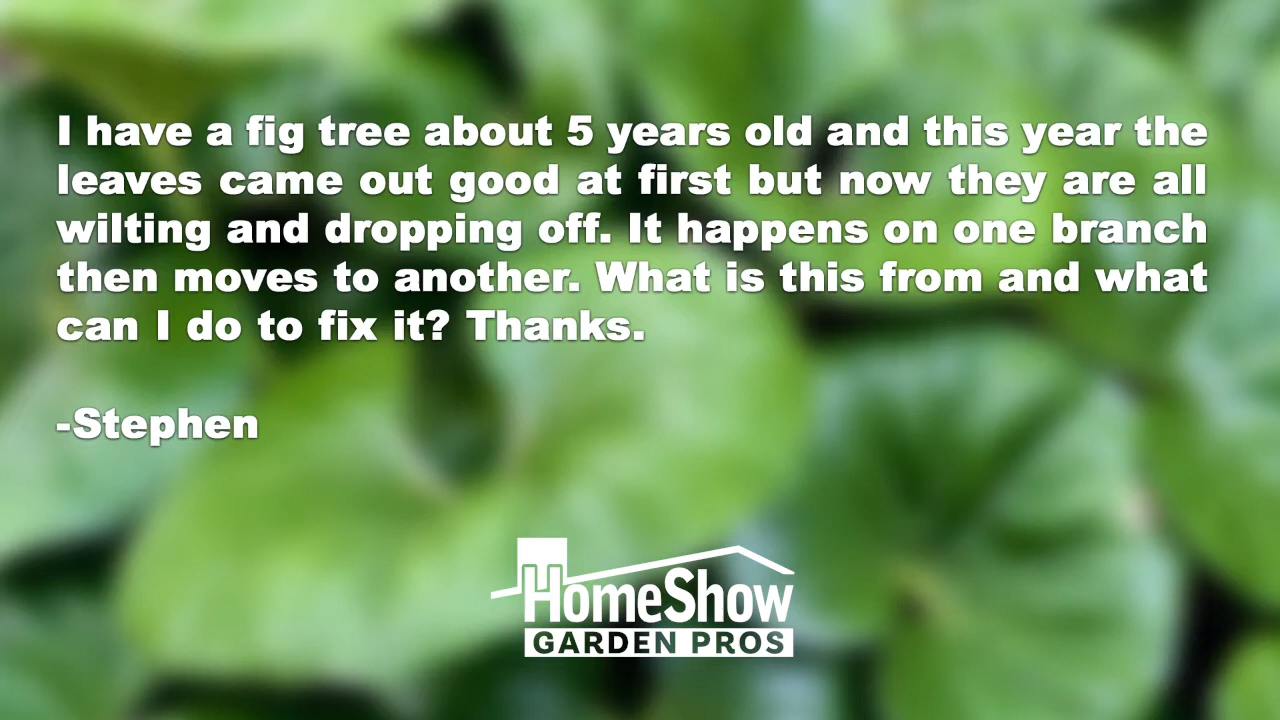 I have a fig tree about 5 years old and this year the
leaves came out good at first but now they are all
wilting and dropping off. It happens on one branch
then moves to another. What is this from and what
can I do to fix it? Thanks.
-Stephen
HomeShow
GARDEN PROS